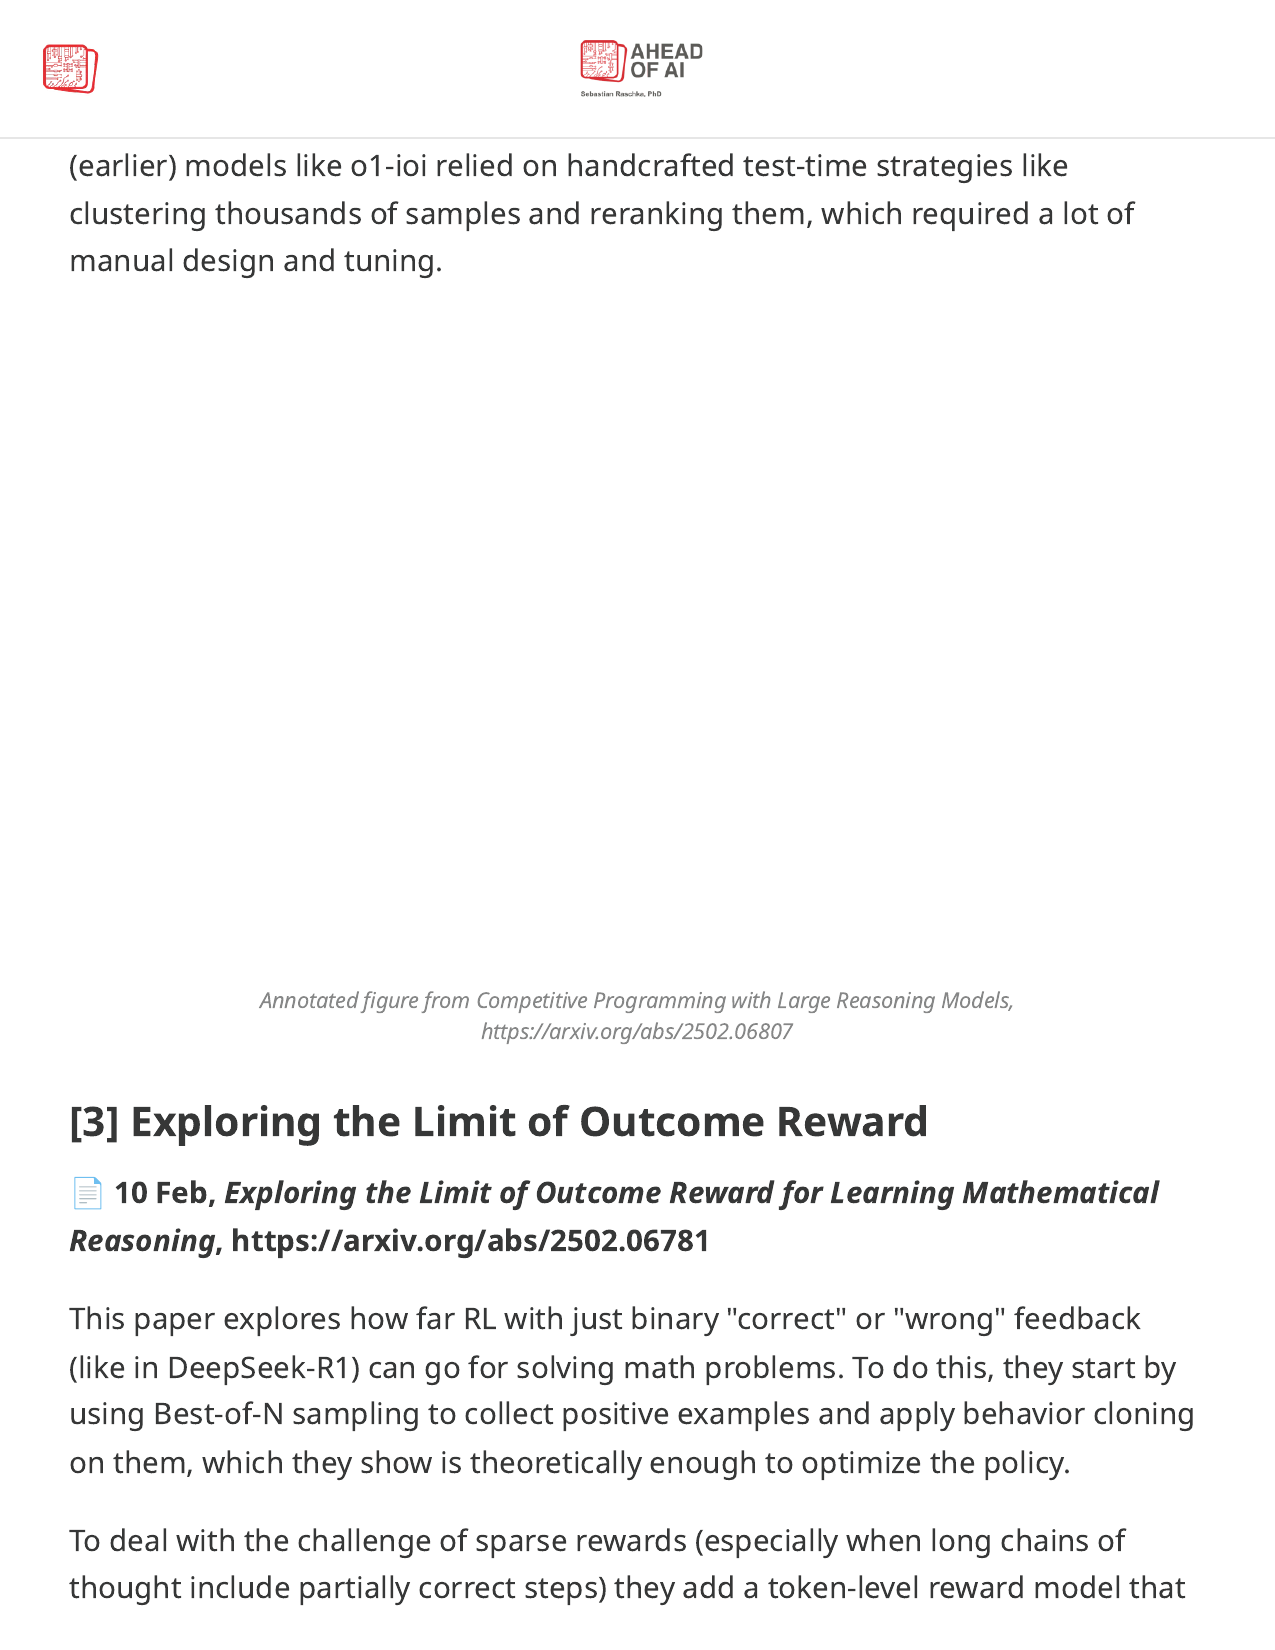 AHEAD
OF AI
Sebastian Raschka, PhD
(earlier) models like o1-ioi relied on handcrafted test-time strategies like
clustering thousands of samples and reranking them, which required a lot of
manual design and tuning.
Annotated figure from Competitive Programming with Large Reasoning Models,
https://arxiv.org/abs/2502.06807
[3] Exploring the Limit of Outcome Reward
📄 10 Feb, Exploring the Limit of Outcome Reward for Learning Mathematical
Reasoning, https://arxiv.org/abs/2502.06781
This paper explores how far RL with just binary "correct" or "wrong" feedback
(like in DeepSeek-R1) can go for solving math problems. To do this, they start by
using Best-of-N sampling to collect positive examples and apply behavior cloning
on them, which they show is theoretically enough to optimize the policy.
To deal with the challenge of sparse rewards (especially when long chains of
thought include partially correct steps) they add a token-level reward model that